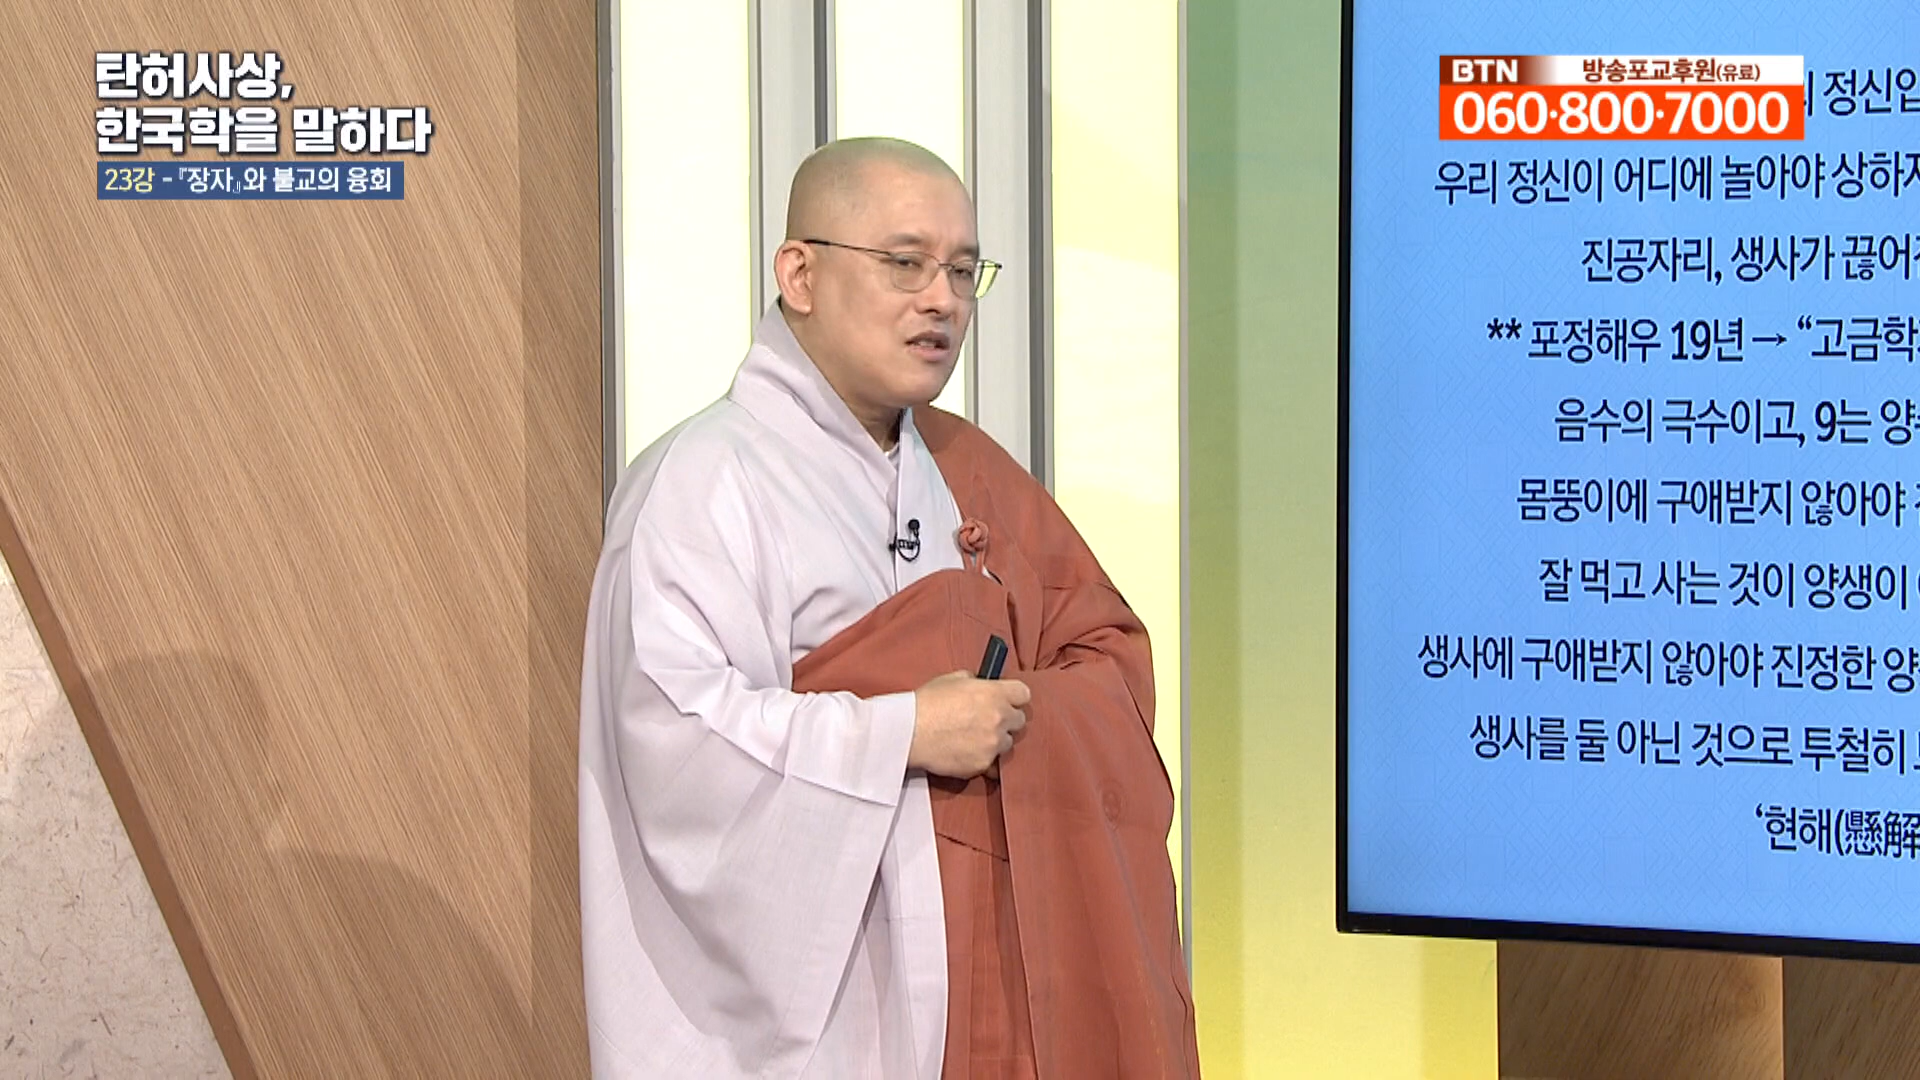 탄허사상,
한국학을 말하다
23강 - 『장자』와 불교의 융회
BTN 방송포교후원(유료)
060·800·7000
정신입
우리 정신이 어디에 놀아야 상하지
진공자리, 생사가 끊어
** 포정해우 19년 → “고금학
음수의 극수이고, 9는 양
몸뚱이에 구애받지 않아야
잘 먹고 사는 것이 양생이
생사에 구애받지 않아야 진정한 양
생사를 둘 아닌 것으로 투철히
‘현해(懸解